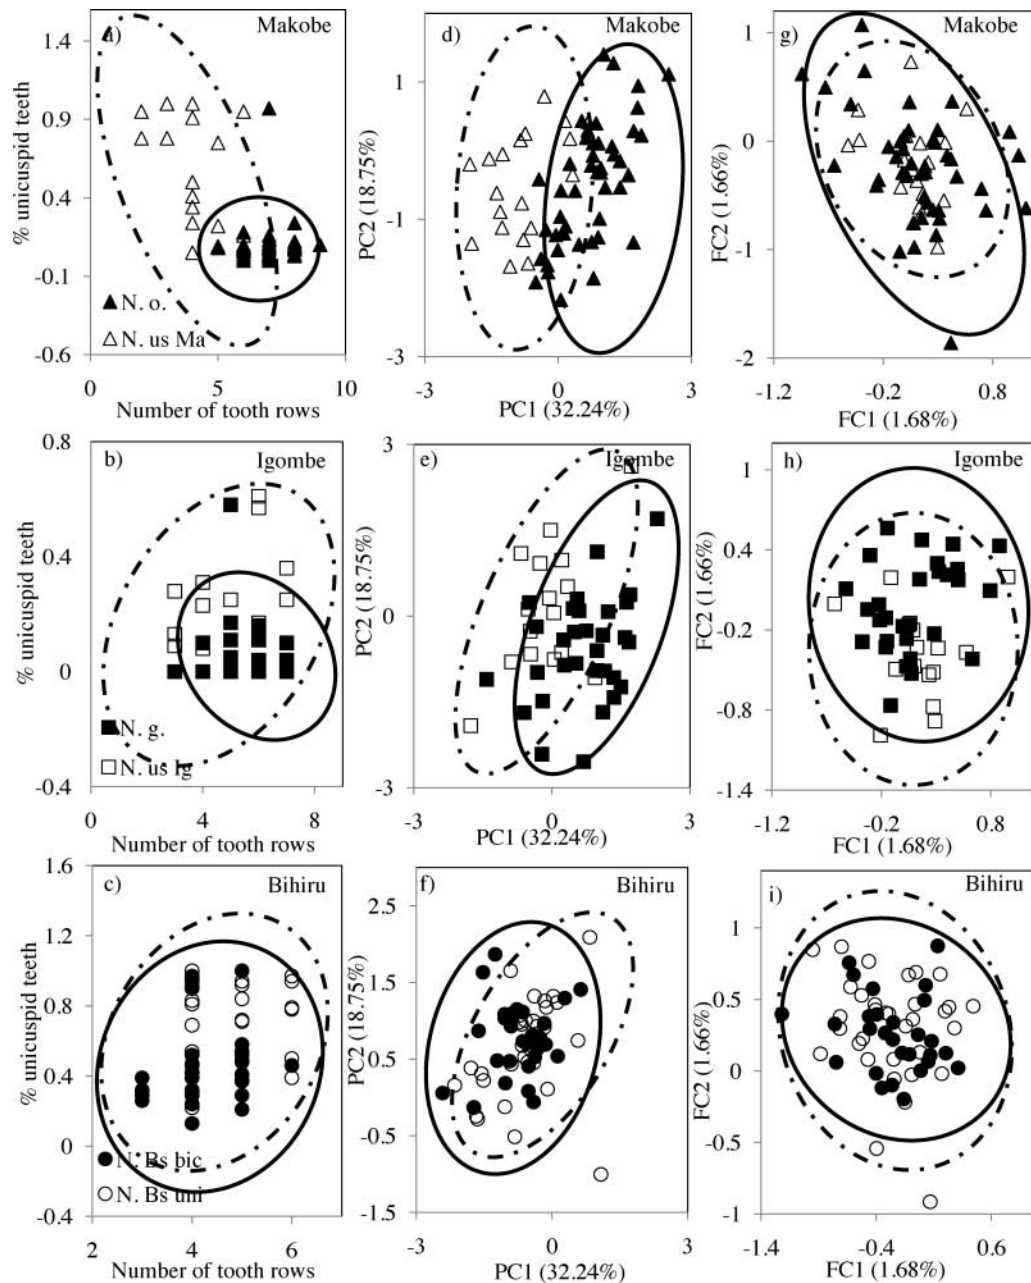 a) Makobe
% unicuspid teeth
1.4
0.9
0.4
-0.1
-0.6
▲ N. o.
△ N. us Ma
0 5 10
Number of tooth rows
d) Makobe
PC2 (18.75%)
1
-1
-3
-3 0 3
PC1 (32.24%)
g) Makobe
FC2 (1.66%)
1
0
-1
-2
-1.2 -0.2 0.8
FC1 (1.68%)
b) Igombe
% unicuspid teeth
0.8
0.4
0
-0.4
■ N. g.
□ N. us Ig
0 4 8
Number of tooth rows
e) Igombe
PC2 (18.75%)
3
0
-3
-3 0 3
PC1 (32.24%)
h) Igombe
FC2 (1.66%)
1
0.4
-0.2
-0.8
-1.4
-1.2 -0.2 0.8
FC1 (1.68%)
c) Bihiru
% unicuspid teeth
1.6
1.2
0.8
0.4
0
-0.4
● N. Bs bic
○ N. Bs uni
2 4 6
Number of tooth rows
f) Bihiru
PC2 (18.75%)
2.5
1.5
0.5
-0.5
-1.5
-3 0 3
PC1 (32.24%)
i) Bihiru
FC2 (1.66%)
1
0.5
0
-0.5
-1
-1.4 -0.4 0.6
FC1 (1.68%)